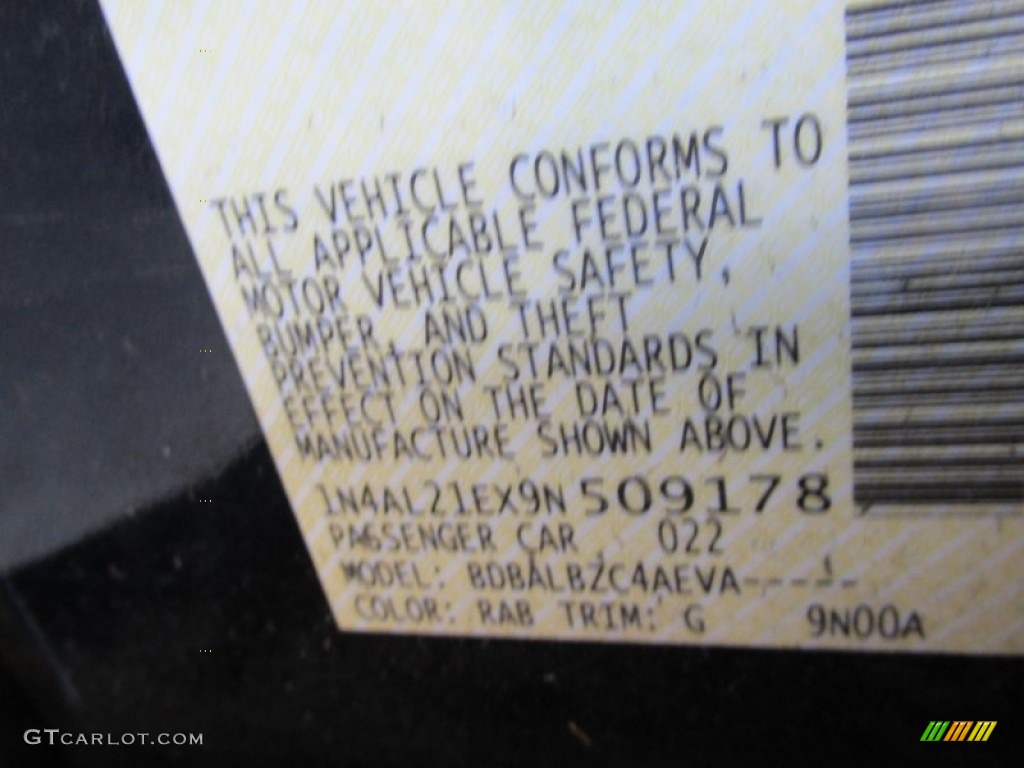 THIS VEHICLE CONFORMS TO
ALL APPLICABLE FEDERAL
MOTOR VEHICLE SAFETY,
BUMPER, AND THEFT
PREVENTION STANDARDS IN
EFFECT ON THE DATE OF
MANUFACTURE SHOWN ABOVE.
1N4AL21EX9N509178
PASSENGER CAR 022
MODEL: BDBALBZC4AEVA-----
COLOR: RAB TRIM: G 9N00A
GTCARLOT.COM